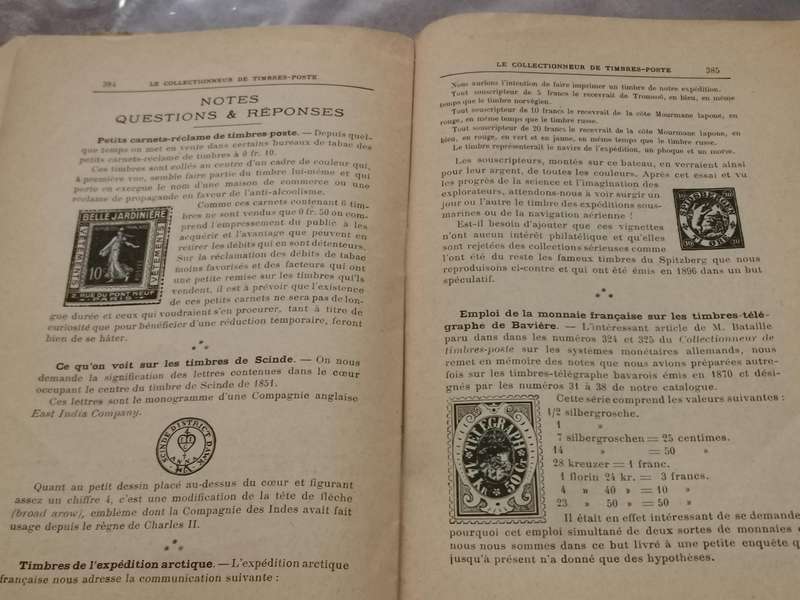 384 LE COLLECTIONNEUR DE TIMBRES-POSTE
NOTES
QUESTIONS & RÉPONSES
Petits carnets-réclame de timbres poste. — Depuis quel-
que temps on met en vente dans certains bureaux de tabac des
petits carnets-réclame de timbres à 0 fr. 10.
Ces timbres sont collés au centre d'un cadre de couleur qui,
à première vue, semble faire partie du timbre lui-même et qui
porte en exergue le nom d'une maison de commerce ou une
réclame de propagande en faveur de l'anti-alcoolisme.
Comme ces carnets contenant 6 tim-
bres ne sont vendus que 0 fr. 50 on com-
prend l'empressement du public à les
acquérir et l'avantage que peuvent en
retirer les débits qui en sont détenteurs.
Sur la réclamation des débits de tabac
moins favorisés et des facteurs qui ont
une petite remise sur les timbres qu'ils
vendent, il est à prévoir que l'existence
de ces petits carnets ne sera pas de lon-
gue durée et ceux qui voudraient s'en procurer, tant à titre de
curiosité que pour bénéficier d'une réduction temporaire, feront
bien de se hâter.
BELLE JARDINIÈRE
VÊTEMENTS
VÊTEMENTS
10
2 RUE DU PONT NEUF
PARIS
Ce qu'on voit sur les timbres de Scinde. — On nous
demande la signification des lettres contenues dans le cœur
occupant le centre du timbre de Scinde de 1851.
Ces lettres sont le monogramme d'une Compagnie anglaise
East India Company.
SCINDE DISTRICT DAWK
Quant au petit dessin placé au-dessus du cœur et figurant
assez un chiffre 4, c'est une modification de la tête de flèche
(broad arow), emblème dont la Compagnie des Indes avait fait
usage depuis le règne de Charles II.
Timbres de l'expédition arctique. — L'expédition arctique
française nous adresse la communication suivante :
LE COLLECTIONNEUR DE TIMBRES-POSTE 385
Nous aurions l'intention de faire imprimer un timbre de notre expédition.
Tout souscripteur de 5 francs le recevrait de Tromsoë, en bleu, en même
temps que le timbre norvégien.
Tout souscripteur de 10 francs le recevrait de la côte Mourmane lapone, en
rouge, en même temps que le timbre russe.
Tout souscripteur de 20 francs le recevrait de la côte Mourmane lapone, en
bleu, en rouge, en vert et en jaune, en même temps que le timbre russe.
Le timbre représenterait le navire de l'expédition, un phoque et un morse.
Les souscripteurs, montés sur ce bateau, en verraient ainsi
pour leur argent, de toutes les couleurs. Après cet essai et vu
les progrès de la science et l'imagination des
explorateurs, attendons-nous à voir surgir un
jour ou l'autre le timbre des expéditions sous-
marines ou de la navigation aérienne !
Est-il besoin d'ajouter que ces vignettes
n'ont aucun intérêt philatélique et qu'elles
sont rejetées des collections sérieuses comme
l'ont été du reste les fameux timbres du Spitzberg que nous
reproduisons ci-contre et qui ont été émis en 1896 dans un but
spéculatif.
Emploi de la monnaie française sur les timbres-télé-
graphe de Bavière. — L'intéressant article de M. Bataille
paru dans dans les numéros 324 et 325 du Collectionneur de
timbres-poste sur les systèmes monétaires allemands, nous
remet en mémoire des notes que nous avions préparées autre-
fois sur les timbres-télégraphe bavarois émis en 1870 et dési-
gnés par les numéros 31 à 38 de notre catalogue.
Cette série comprend les valeurs suivantes :
1/2 silbergrosche.
1 »
7 silbergroschen = 25 centimes.
14 » = 50 »
28 kreuzer = 1 franc.
1 florin 24 kr. = 3 francs.
4 » 40 » = 10 »
23 » 50 » = 50 »
TELEGRAPH
14 Kr.
50 C.
Il était en effet intéressant de se demande
pourquoi cet emploi simultané de deux sortes de monnaies
nous nous sommes dans ce but livré à une petite enquête q
jusqu'à présent n'a donné que des hypothèses.